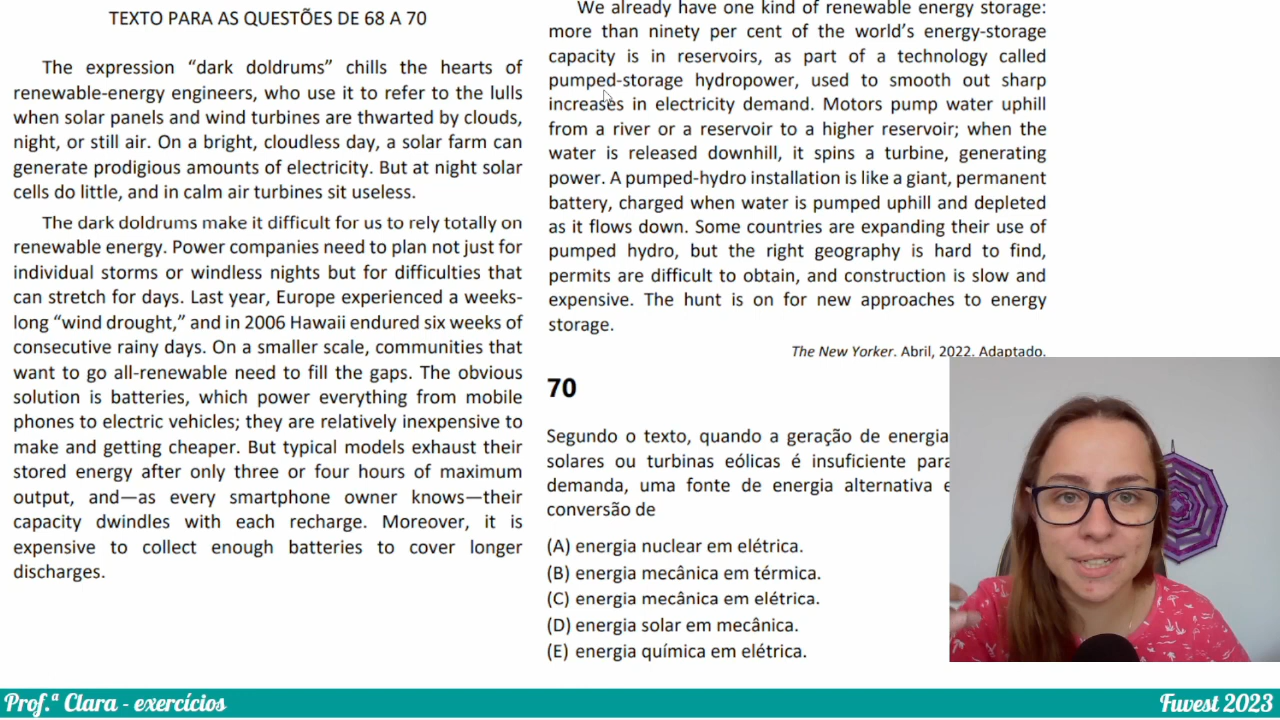 TEXTO PARA AS QUESTÕES DE 68 A 70
The expression “dark doldrums” chills the hearts of
renewable-energy engineers, who use it to refer to the lulls
when solar panels and wind turbines are thwarted by clouds,
night, or still air. On a bright, cloudless day, a solar farm can
generate prodigious amounts of electricity. But at night solar
cells do little, and in calm air turbines sit useless.
The dark doldrums make it difficult for us to rely totally on
renewable energy. Power companies need to plan not just for
individual storms or windless nights but for difficulties that
can stretch for days. Last year, Europe experienced a weeks-
long “wind drought,” and in 2006 Hawaii endured six weeks of
consecutive rainy days. On a smaller scale, communities that
want to go all-renewable need to fill the gaps. The obvious
solution is batteries, which power everything from mobile
phones to electric vehicles; they are relatively inexpensive to
make and getting cheaper. But typical models exhaust their
stored energy after only three or four hours of maximum
output, and—as every smartphone owner knows—their
capacity dwindles with each recharge. Moreover, it is
expensive to collect enough batteries to cover longer
discharges.
We already have one kind of renewable energy storage:
more than ninety per cent of the world’s energy-storage
capacity is in reservoirs, as part of a technology called
pumped-storage hydropower, used to smooth out sharp
increases in electricity demand. Motors pump water uphill
from a river or a reservoir to a higher reservoir; when the
water is released downhill, it spins a turbine, generating
power. A pumped-hydro installation is like a giant, permanent
battery, charged when water is pumped uphill and depleted
as it flows down. Some countries are expanding their use of
pumped hydro, but the right geography is hard to find,
permits are difficult to obtain, and construction is slow and
expensive. The hunt is on for new approaches to energy
storage.
The New Yorker. Abril, 2022. Adaptado.
70
Segundo o texto, quando a geração de energia
solares ou turbinas eólicas é insuficiente para
demanda, uma fonte de energia alternativa
conversão de
(A) energia nuclear em elétrica.
(B) energia mecânica em térmica.
(C) energia mecânica em elétrica.
(D) energia solar em mecânica.
(E) energia química em elétrica.
Prof.ª Clara - exercícios
Fuvest 2023